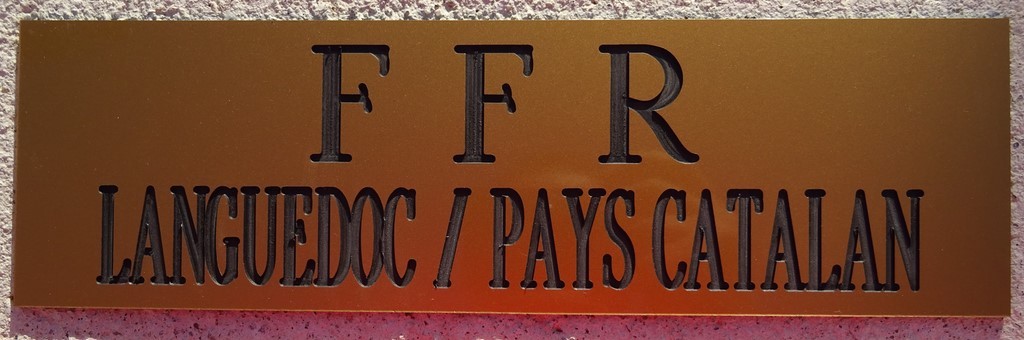 F F R
LANGUEDOC / PAYS CATALAN